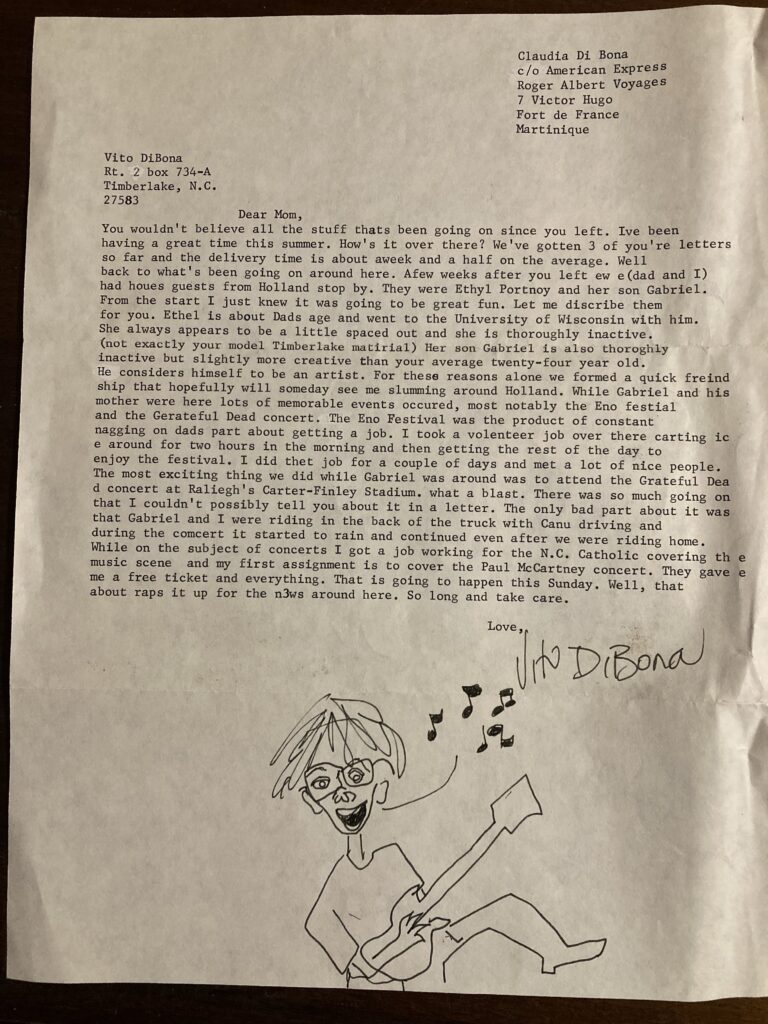 Claudia Di Bona
c/o American Express
Roger Albert Voyages
7 Victor Hugo
Fort de France
Martinique
Vito DiBona
Rt. 2 box 734-A
Timberlake, N.C.
27583
Dear Mom,
You wouldn't believe all the stuff thats been going on since you left. Ive been
having a great time this summer. How's it over there? We've gotten 3 of you're letters
so far and the delivery time is about aweek and a half on the average. Well
back to what's been going on around here. Afew weeks after you left ew e(dad and I)
had houes guests from Holland stop by. They were Ethyl Portnoy and her son Gabriel.
From the start I just knew it was going to be great fun. Let me discribe them
for you. Ethel is about Dads age and went to the University of Wisconsin with him.
She always appears to be a little spaced out and she is thoroughly inactive.
(not exactly your model Timberlake matirial) Her son Gabriel is also thoroghly
inactive but slightly more creative than your average twenty-four year old.
He considers himself to be an artist. For these reasons alone we formed a quick freind
ship that hopefully will someday see me slumming around Holland. While Gabriel and his
mother were here lots of memorable events occured, most notably the Eno festial
and the Gerateful Dead concert. The Eno Festival was the product of constant
nagging on dads part about getting a job. I took a volenteer job over there carting ic
e around for two hours in the morning and then getting the rest of the day to
enjoy the festival. I did thet job for a couple of days and met a lot of nice people.
The most exciting thing we did while Gabriel was around was to attend the Grateful Dea
d concert at Raliegh's Carter-Finley Stadium. what a blast. There was so much going on
that I couldn't possibly tell you about it in a letter. The only bad part about it was
that Gabriel and I were riding in the back of the truck with Canu driving and
during the comcert it started to rain and continued even after we were riding home.
While on the subject of concerts I got a job working for the N.C. Catholic covering th e
music scene  and my first assignment is to cover the Paul McCartney concert. They gave e
me a free ticket and everything. That is going to happen this Sunday. Well, that
about raps it up for the n3ws around here. So long and take care.
Love,
Vito DiBona